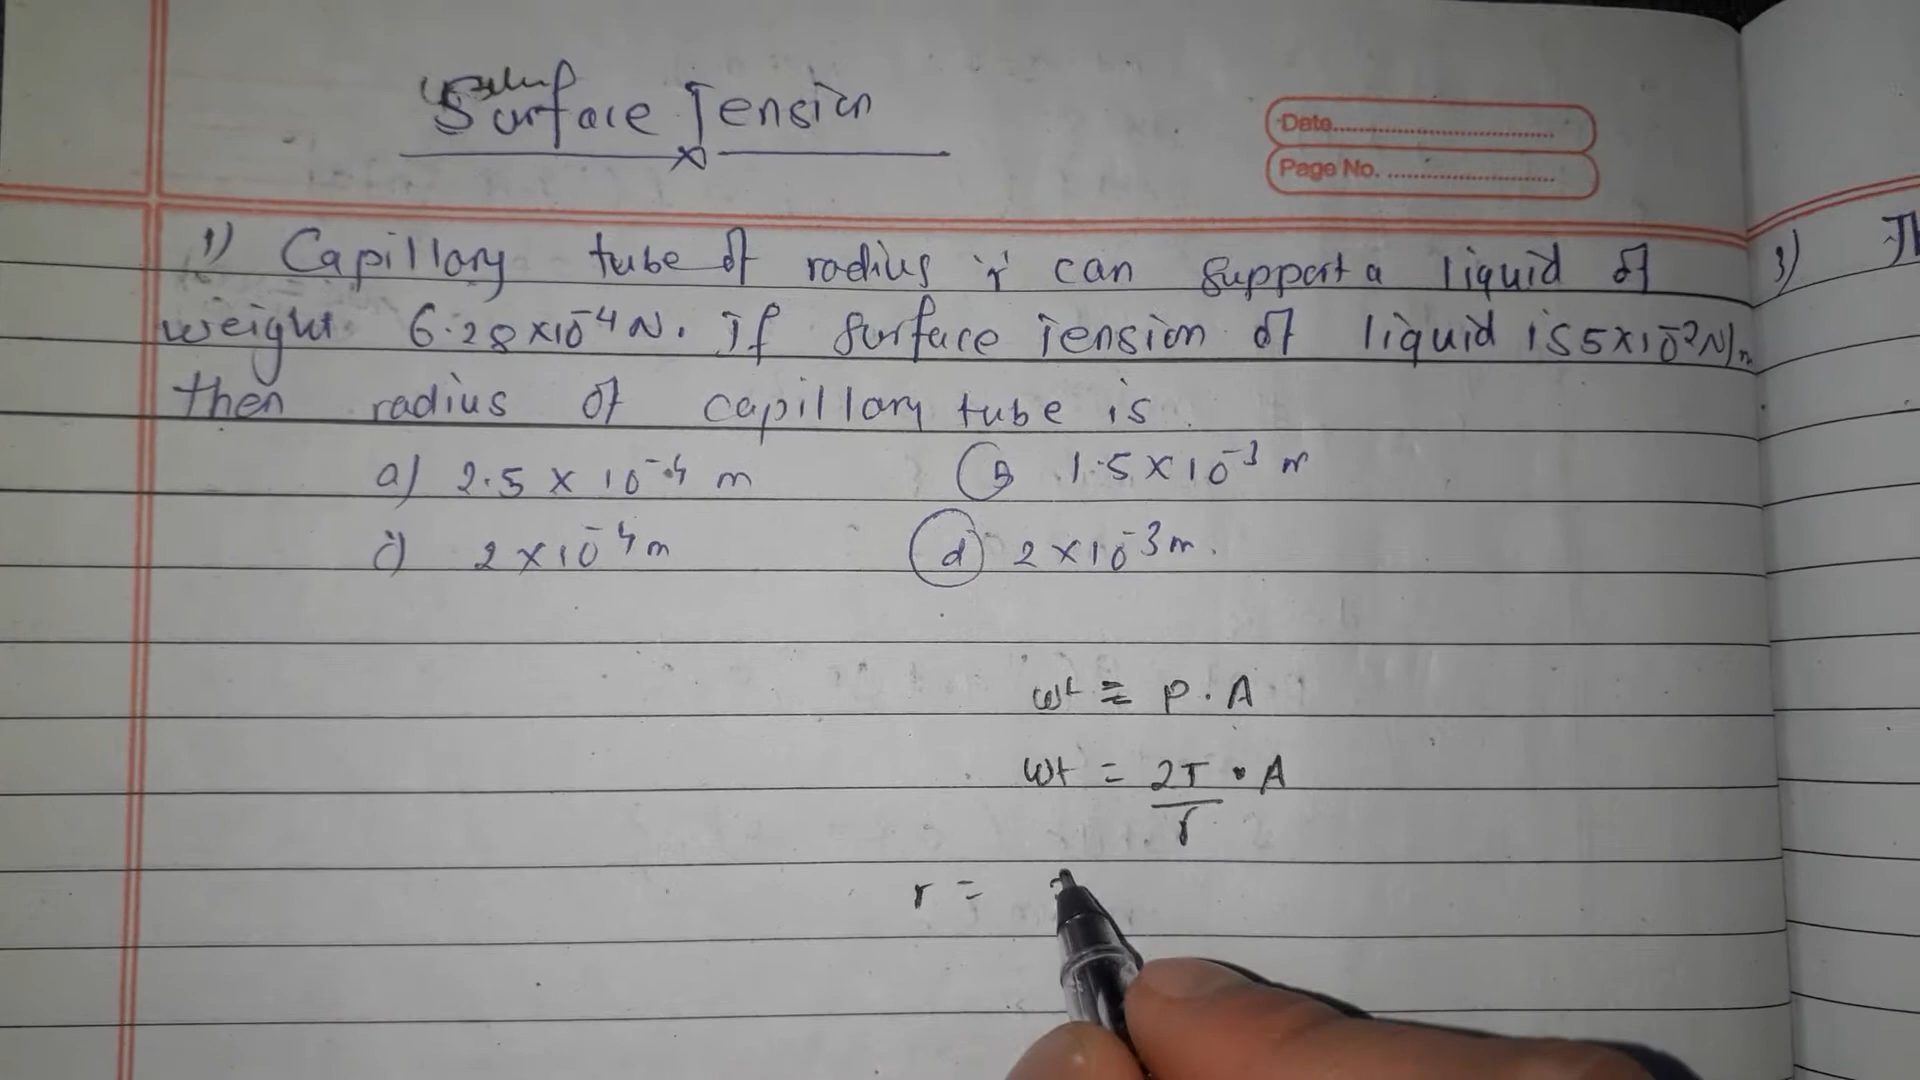 Surface Tension
Date
Page No.
1) Capillary tube of radius 'r' can support a liquid of
weight 6.28×10⁻⁴ N. If surface Tension of liquid is 5×10⁻² N/m
then radius of capillary tube is.
a) 2.5 × 10⁻⁴ m b 1.5 × 10⁻³ m
c) 2 × 10⁻⁴ m d 2 × 10⁻³ m.
wt = P . A
wt = 2T/r . A
r =
3)